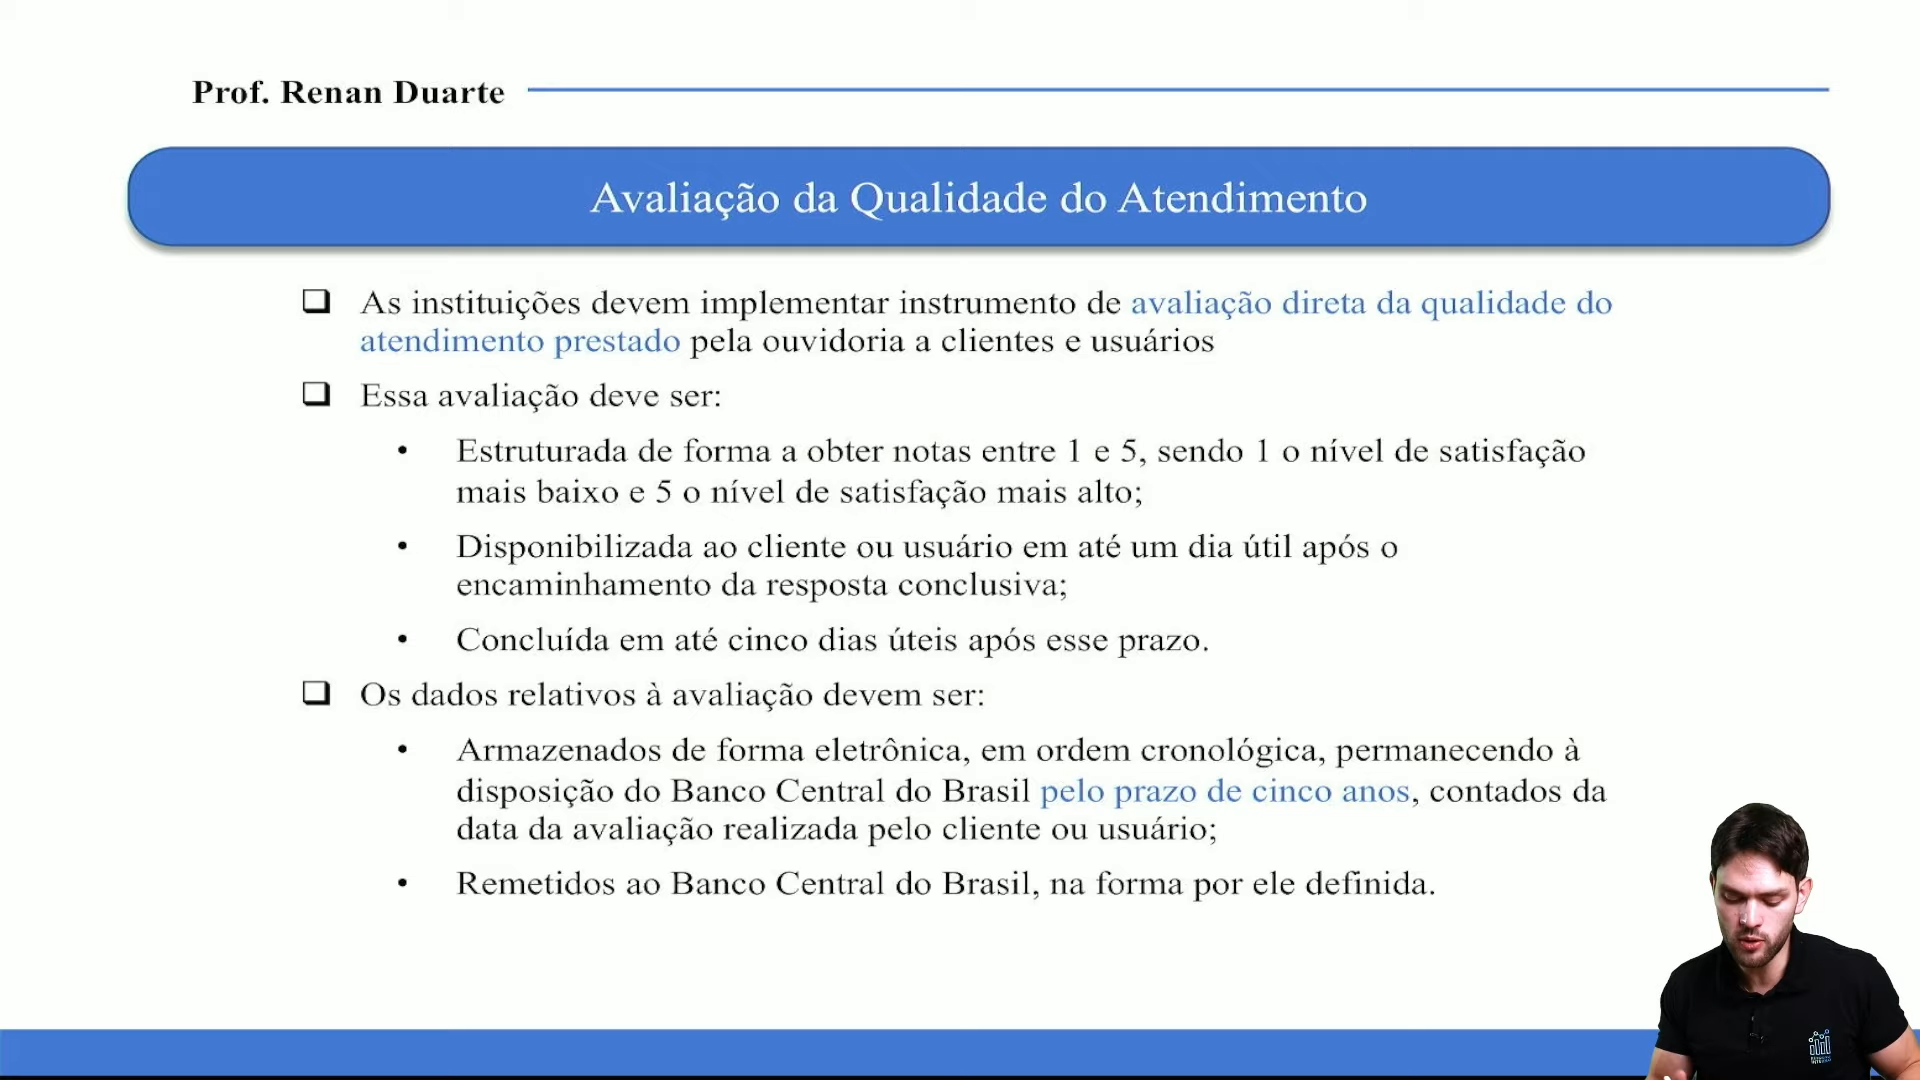 Prof. Renan Duarte
Avaliação da Qualidade do Atendimento
As instituições devem implementar instrumento de avaliação direta da qualidade do
atendimento prestado pela ouvidoria a clientes e usuários
Essa avaliação deve ser:
• Estruturada de forma a obter notas entre 1 e 5, sendo 1 o nível de satisfação
mais baixo e 5 o nível de satisfação mais alto;
• Disponibilizada ao cliente ou usuário em até um dia útil após o
encaminhamento da resposta conclusiva;
• Concluída em até cinco dias úteis após esse prazo.
Os dados relativos à avaliação devem ser:
• Armazenados de forma eletrônica, em ordem cronológica, permanecendo à
disposição do Banco Central do Brasil pelo prazo de cinco anos, contados da
data da avaliação realizada pelo cliente ou usuário;
• Remetidos ao Banco Central do Brasil, na forma por ele definida.